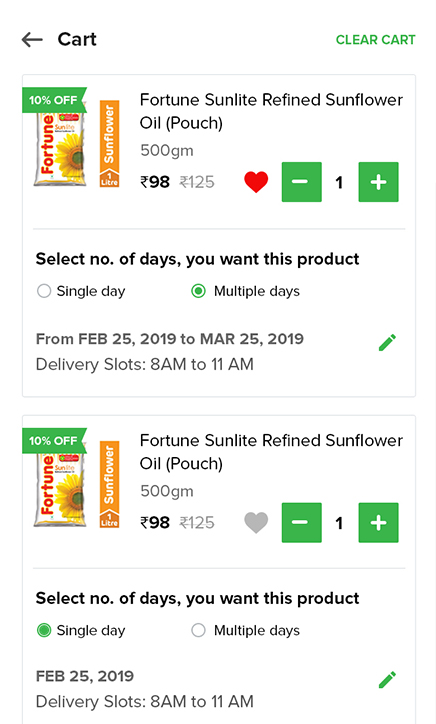 Cart
CLEAR CART
10% OFF
Fortune
Sunlite
Sunflower
1
Litre
Fortune Sunlite Refined Sunflower
Oil (Pouch)
500gm
₹98 ₹125
1
Select no. of days, you want this product
Single day
Multiple days
From FEB 25, 2019 to MAR 25, 2019
Delivery Slots: 8AM to 11 AM
10% OFF
Fortune
Sunlite
Sunflower
1
Litre
Fortune Sunlite Refined Sunflower
Oil (Pouch)
500gm
₹98 ₹125
1
Select no. of days, you want this product
Single day
Multiple days
FEB 25, 2019
Delivery Slots: 8AM to 11 AM